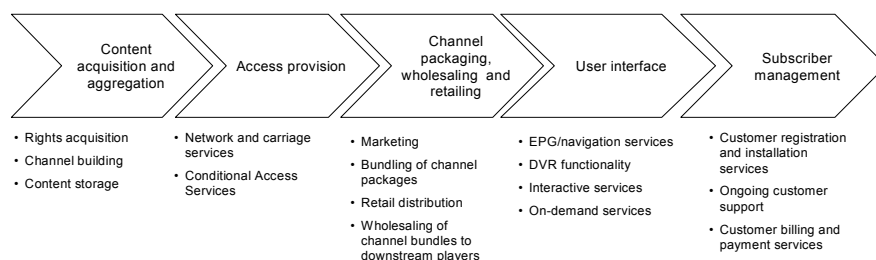 Content
acquisition and
aggregation
Access provision
Channel
packaging,
wholesaling and
retailing
User interface
Subscriber
management
• Rights acquisition
• Channel building
• Content storage
• Network and carriage
services
• Conditional Access
Services
• Marketing
• Bundling of channel
packages
• Retail distribution
• Wholesaling of
channel bundles to
downstream players
• EPG/navigation services
• DVR functionality
• Interactive services
• On-demand services
• Customer registration
and installation
services
• Ongoing customer
support
• Customer billing and
payment services